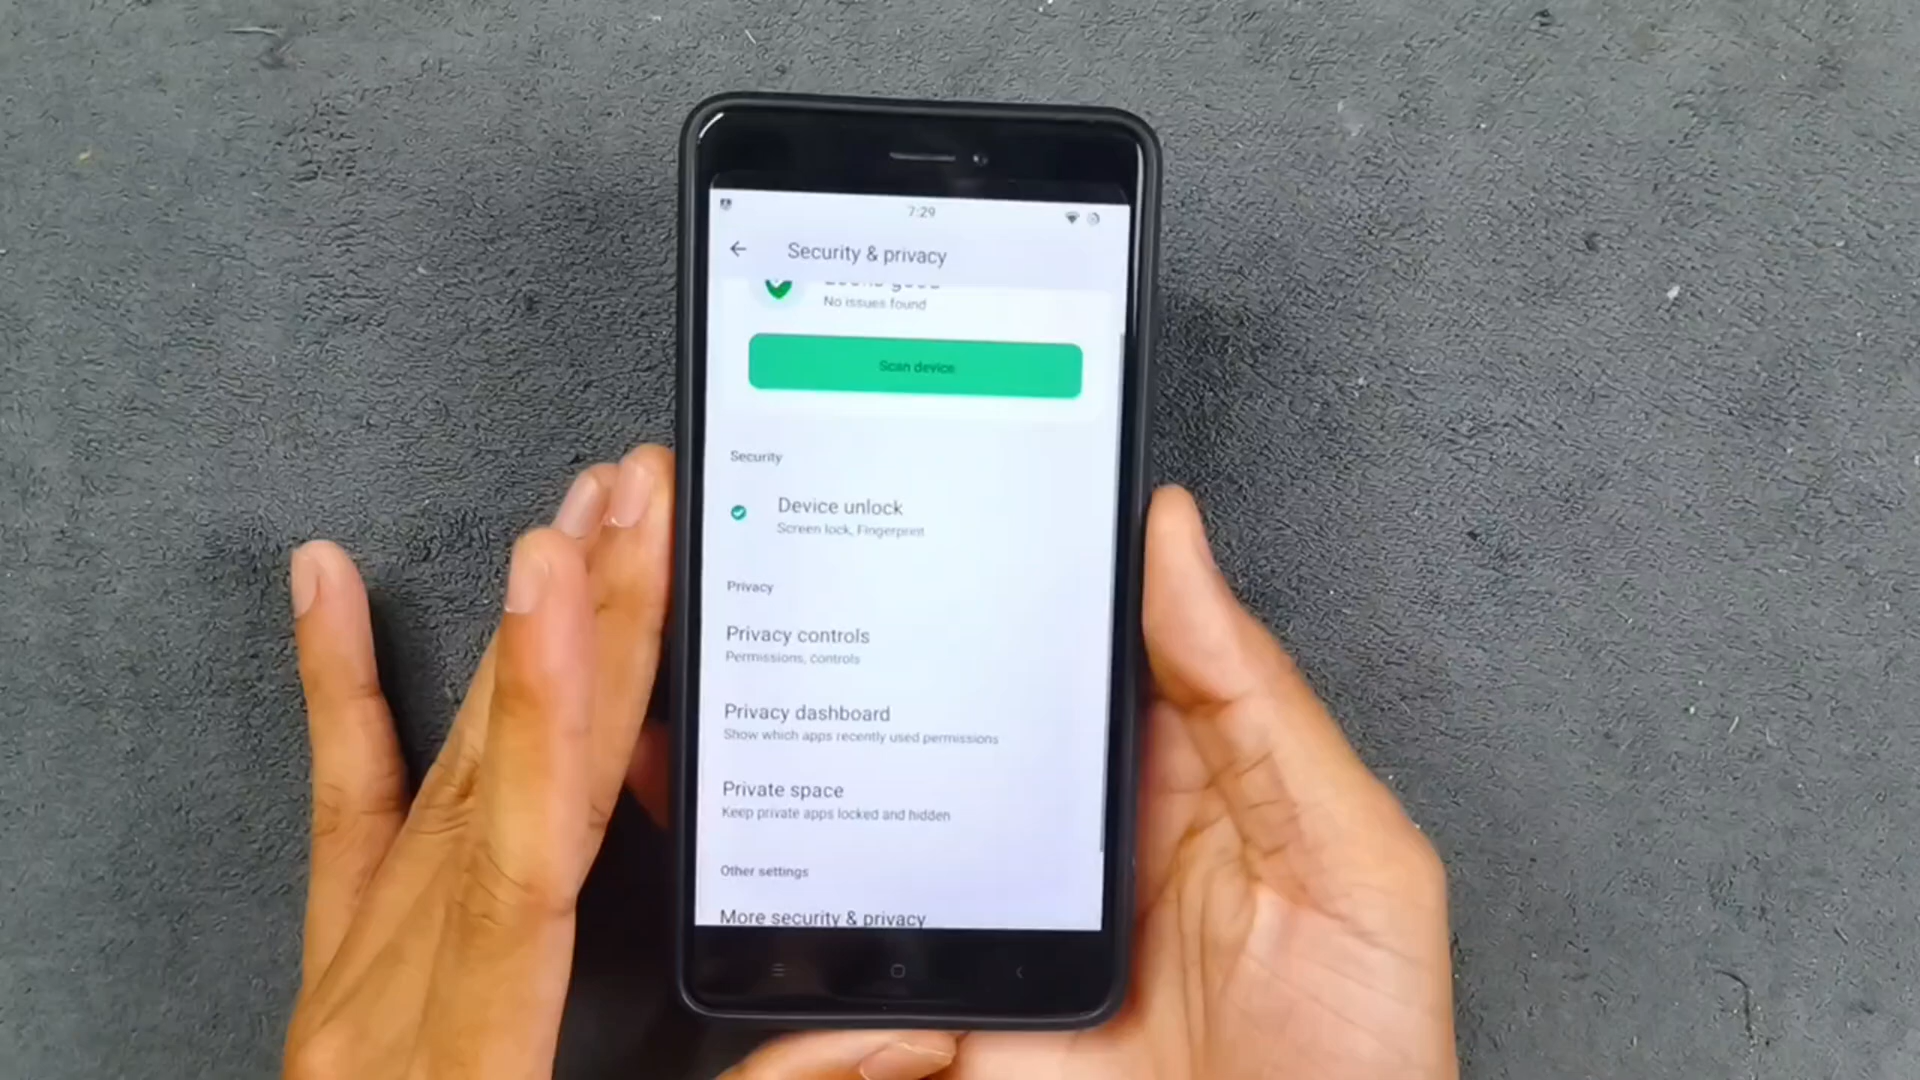 7:29
Security & privacy
No issues found
Scan device
Security
Device unlock
Screen lock, Fingerprint
Privacy
Privacy controls
Permissions, controls
Privacy dashboard
Show which apps recently used permissions
Private space
Keep private apps locked and hidden
Other settings
More security & privacy